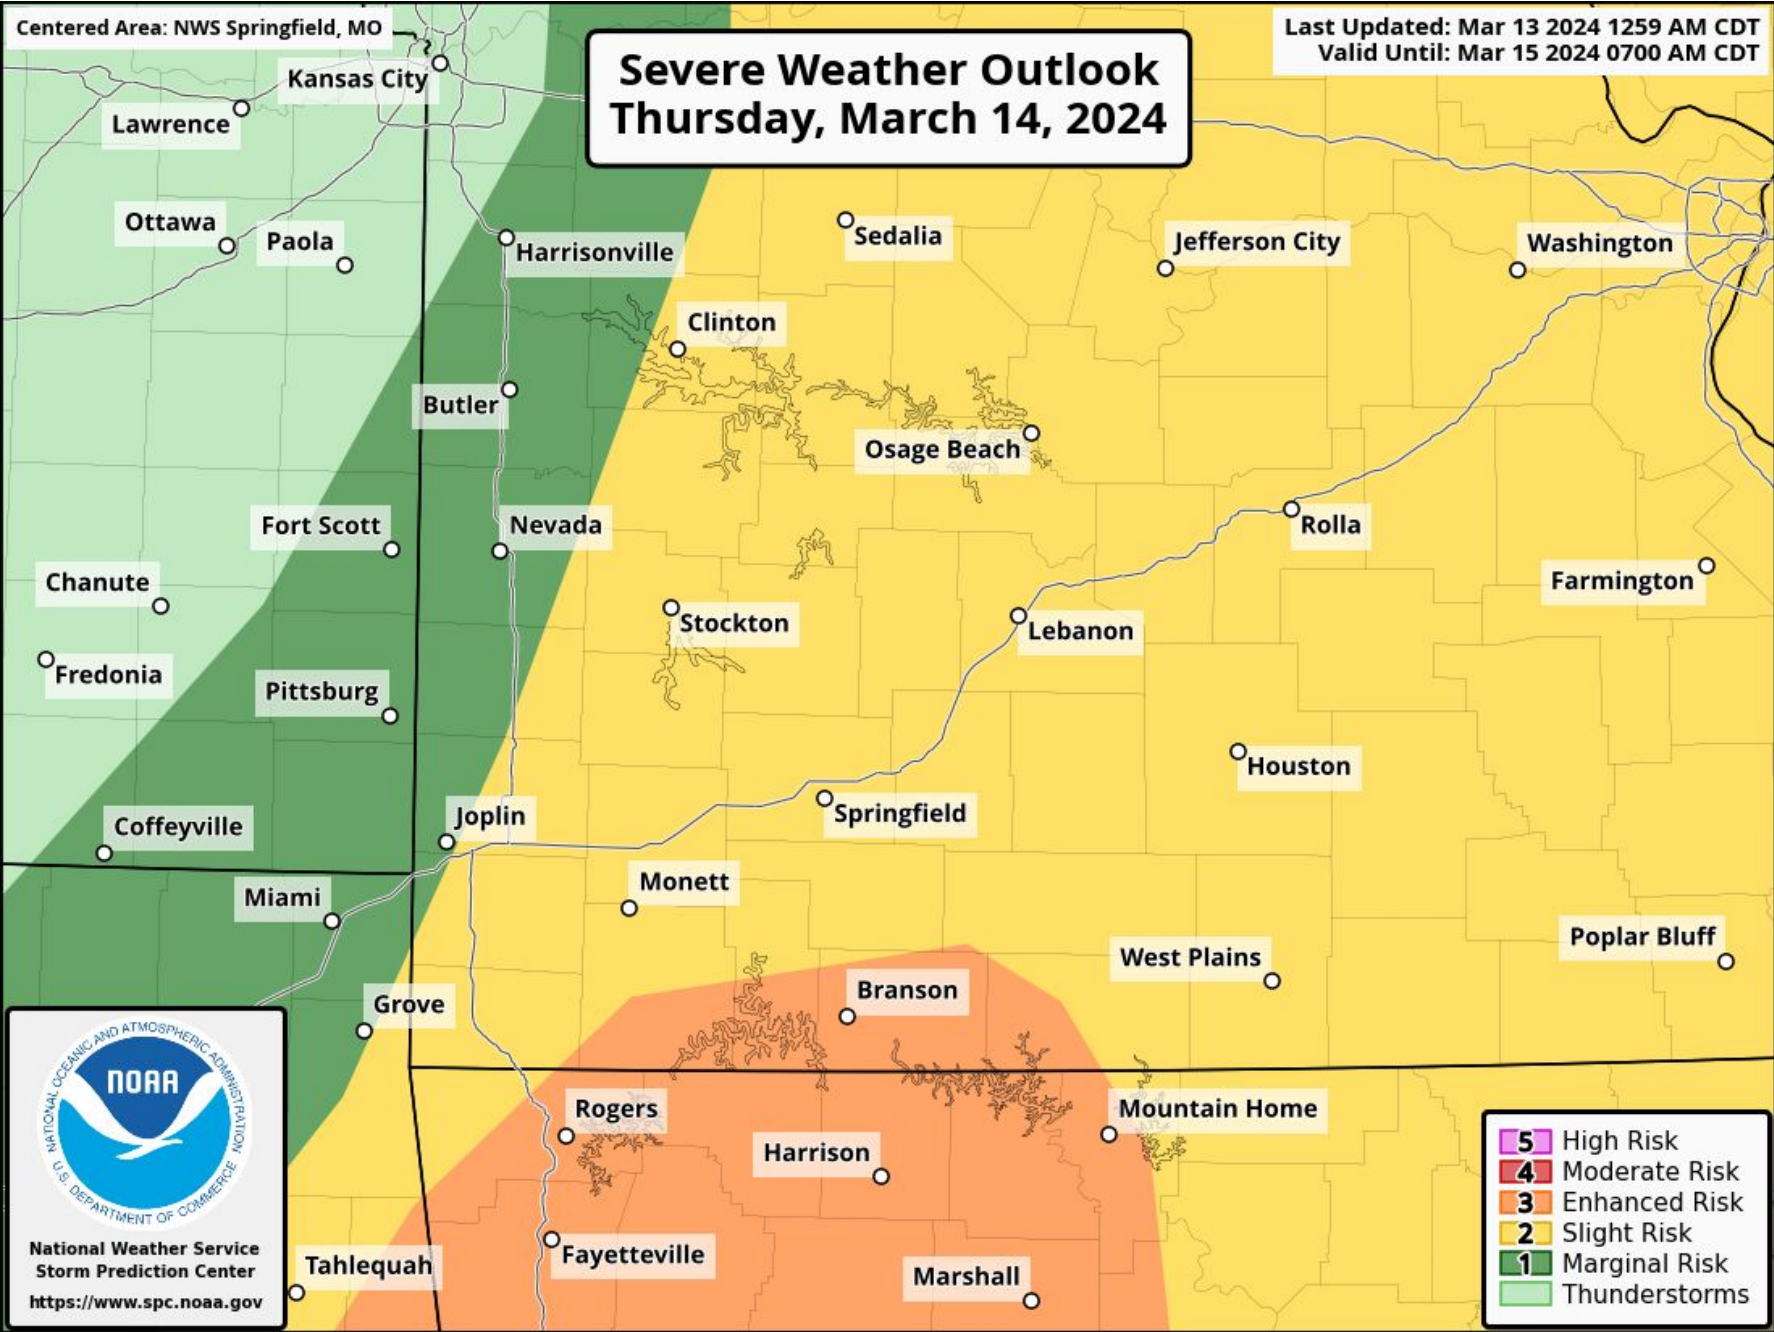 Centered Area: NWS Springfield, MO
Last Updated: Mar 13 2024 1259 AM CDT
Valid Until: Mar 15 2024 0700 AM CDT
Severe Weather Outlook
Thursday, March 14, 2024
Kansas City
Lawrence
Ottawa
Paola
Harrisonville
Sedalia
Jefferson City
Washington
Clinton
Butler
Osage Beach
Fort Scott
Nevada
Rolla
Chanute
Farmington
Stockton
Lebanon
Fredonia
Pittsburg
Houston
Coffeyville
Joplin
Springfield
Miami
Monett
Poplar Bluff
West Plains
Grove
Branson
Rogers
Mountain Home
Harrison
Tahlequah
Fayetteville
Marshall
NATIONAL OCEANIC AND ATMOSPHERIC ADMINISTRATION
NOAA
U.S. DEPARTMENT OF COMMERCE
National Weather Service
Storm Prediction Center
https://www.spc.noaa.gov
5 High Risk
4 Moderate Risk
3 Enhanced Risk
2 Slight Risk
1 Marginal Risk
Thunderstorms